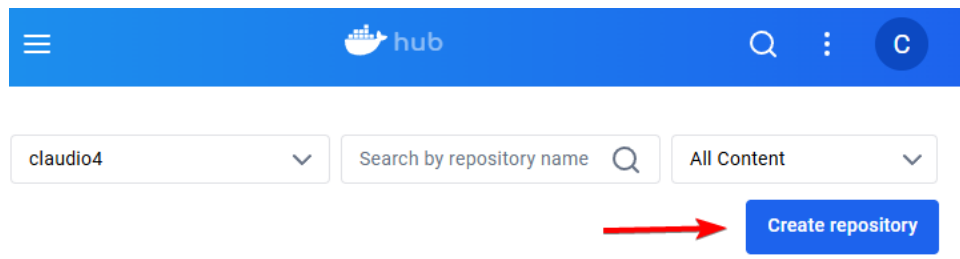 hub
C
claudio4
Search by repository name
All Content
Create repository